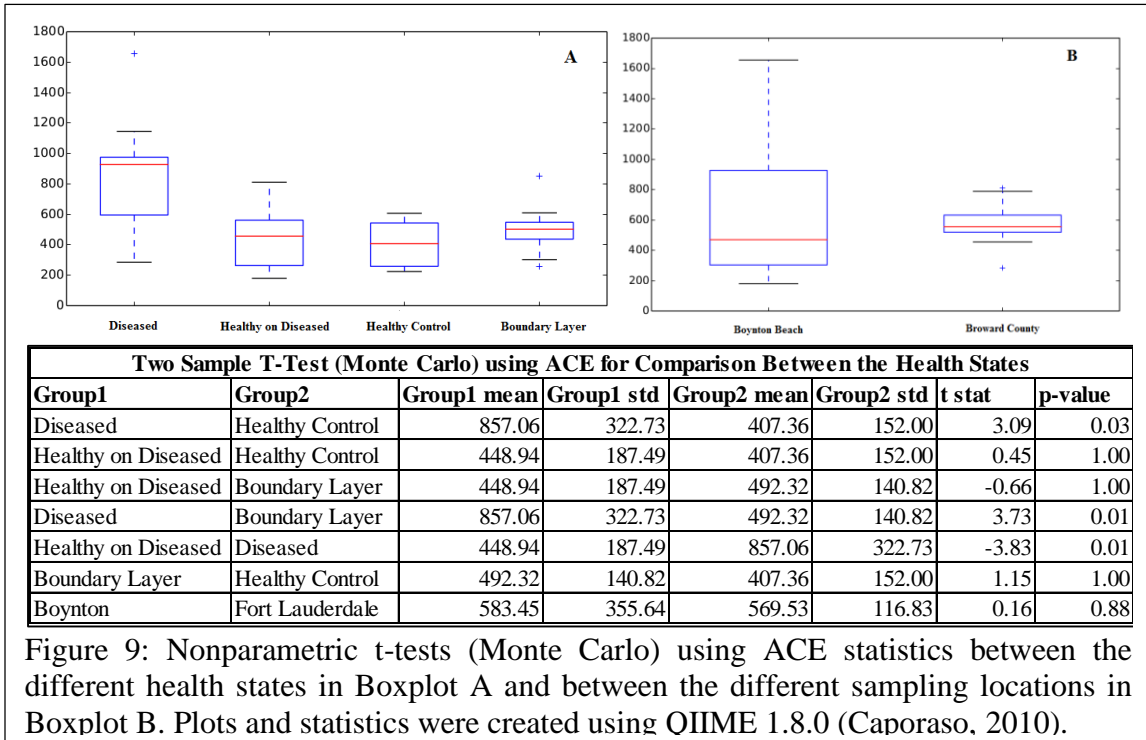 1800
1600
1400
1200
1000
800
600
400
200
0
A
Diseased Healthy on Diseased Healthy Control Boundary Layer
1800
1600
1400
1200
1000
800
600
400
200
0
B
Boynton Beach Broward County
Two Sample T-Test (Monte Carlo) using ACE for Comparison Between the Health States
Group1 Group2 Group1 mean Group1 std Group2 mean Group2 std t stat p-value
Diseased Healthy Control 857.06 322.73 407.36 152.00 3.09 0.03
Healthy on Diseased Healthy Control 448.94 187.49 407.36 152.00 0.45 1.00
Healthy on Diseased Boundary Layer 448.94 187.49 492.32 140.82 -0.66 1.00
Diseased Boundary Layer 857.06 322.73 492.32 140.82 3.73 0.01
Healthy on Diseased Diseased 448.94 187.49 857.06 322.73 -3.83 0.01
Boundary Layer Healthy Control 492.32 140.82 407.36 152.00 1.15 1.00
Boynton Fort Lauderdale 583.45 355.64 569.53 116.83 0.16 0.88
Figure 9: Nonparametric t-tests (Monte Carlo) using ACE statistics between the
different health states in Boxplot A and between the different sampling locations in
Boxplot B. Plots and statistics were created using QIIME 1.8.0 (Caporaso, 2010).